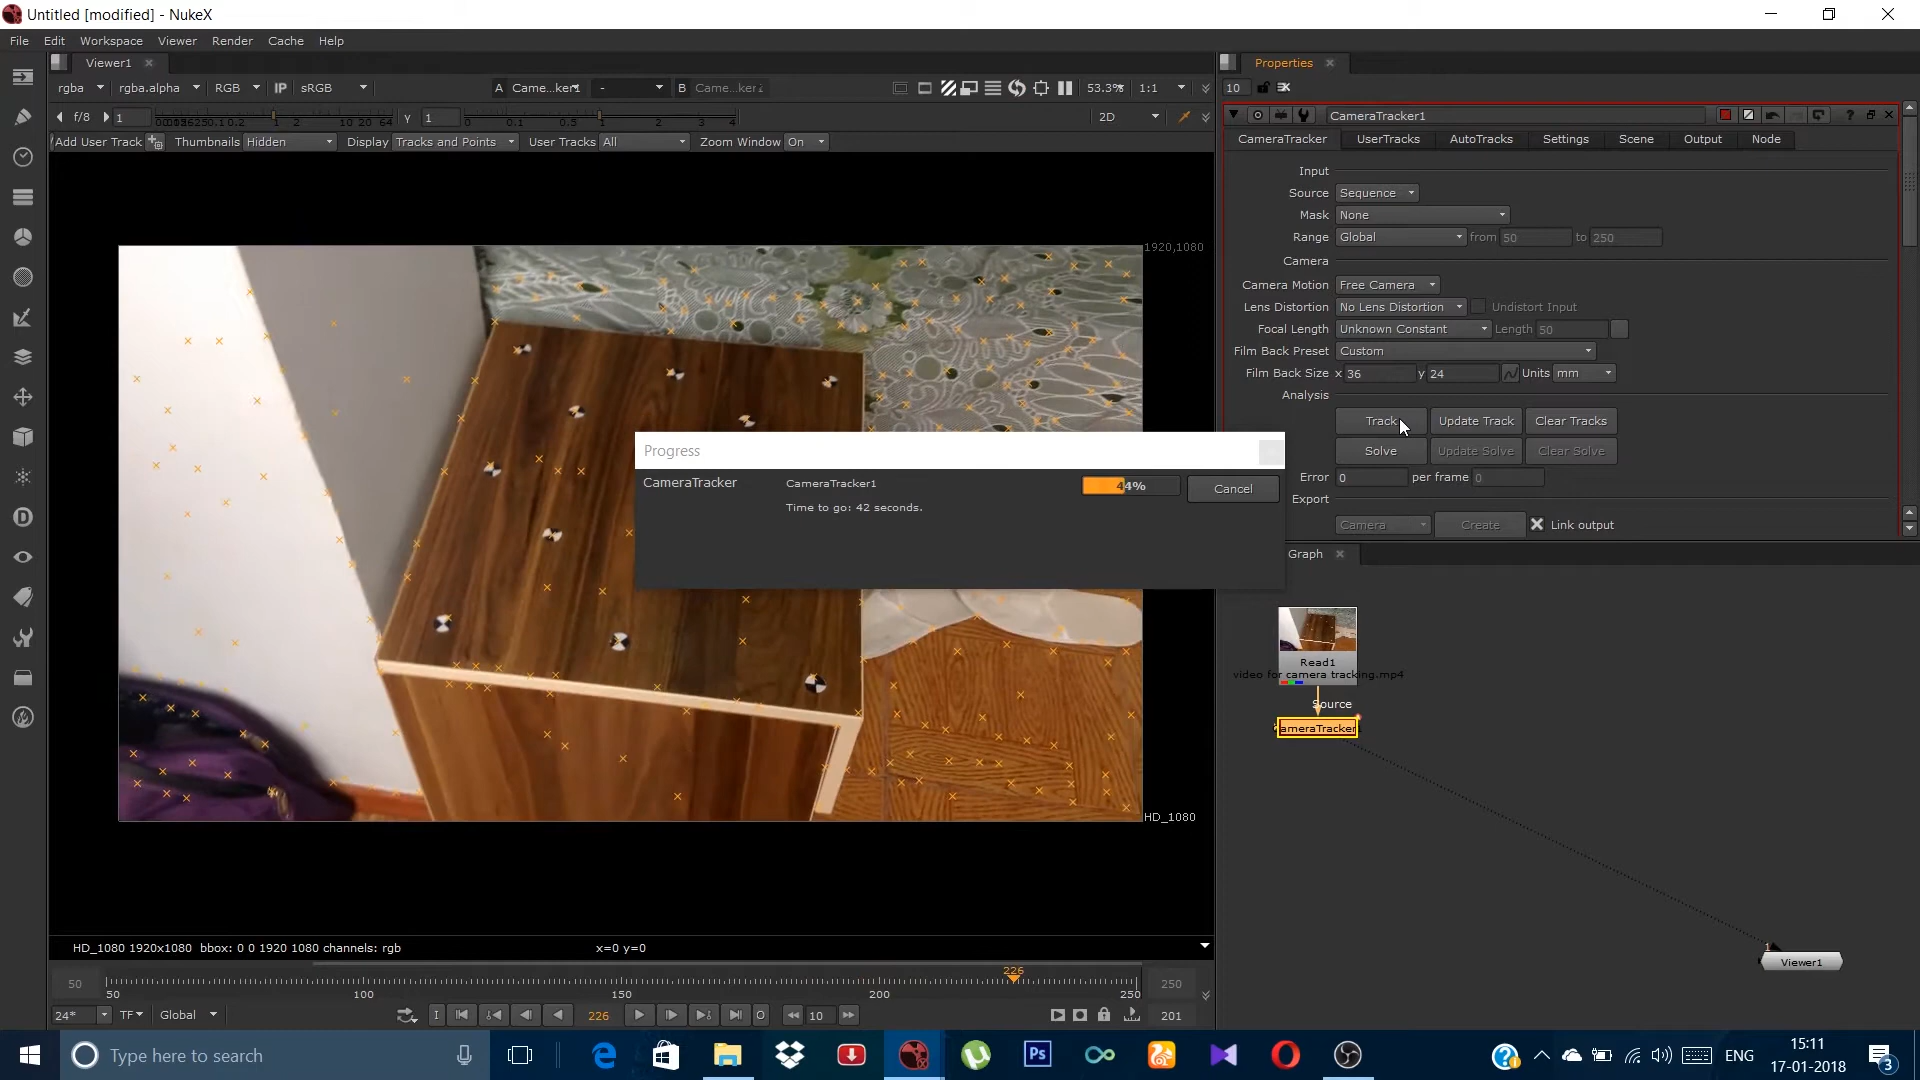 Untitled [modified] - NukeX
File Edit Workspace Viewer Render Cache Help
Viewer1
rgba rgba.alpha RGB IP sRGB A Came...ker1 - B Came...ker1 53.3% 1:1
f/8 1 Y 1 2D
Add User Track Thumbnails Hidden Display Tracks and Points User Tracks All Zoom Window On
1920,1080
HD_1080
HD_1080 1920x1080 bbox: 0 0 1920 1080 channels: rgb x=0 y=0
Properties
10
CameraTracker1
CameraTracker UserTracks AutoTracks Settings Scene Output Node
Input
Source Sequence
Mask None
Range Global from 50 to 250
Camera
Camera Motion Free Camera
Lens Distortion No Lens Distortion Undistort Input
Focal Length Unknown Constant Length 50
Film Back Preset Custom
Film Back Size x 36 y 24 Units mm
Analysis
Track Update Track Clear Tracks
Solve Update Solve Clear Solve
Error 0 per frame 0
Export
Camera Create Link output
Progress
CameraTracker CameraTracker1 44% Cancel
Time to go: 42 seconds.
Graph
Read1
video for camera tracking.mp4
Source
ameraTracker
1
Viewer1
50 226 250
50 100 150 200 250
24* TF Global I 226 O 10 201
Type here to search
ENG
15:11
17-01-2018
3